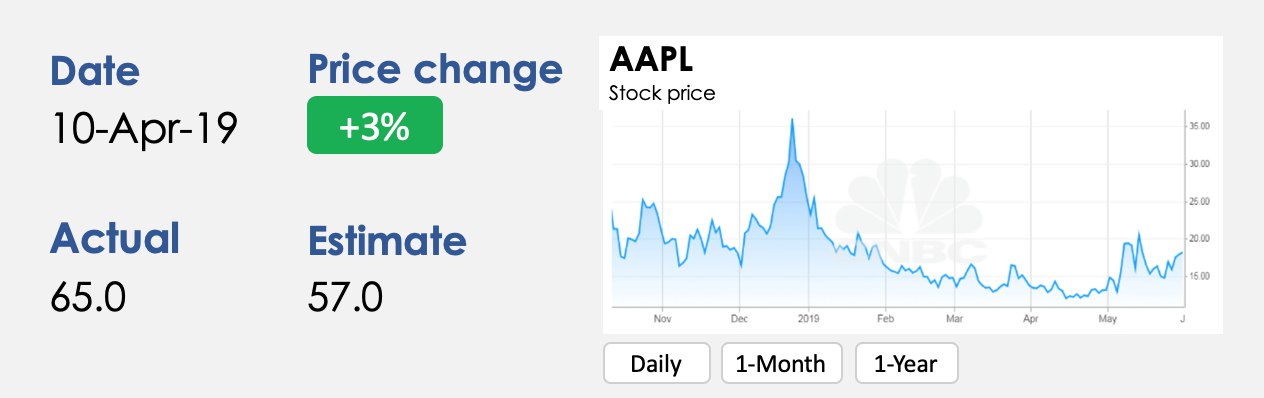 Date
10-Apr-19
Price change
+3%
Actual
65.0
Estimate
57.0
AAPL
Stock price
35.00
30.00
25.00
20.00
15.00
NBC
Nov Dec 2019 Feb Mar Apr May J
Daily 1-Month 1-Year